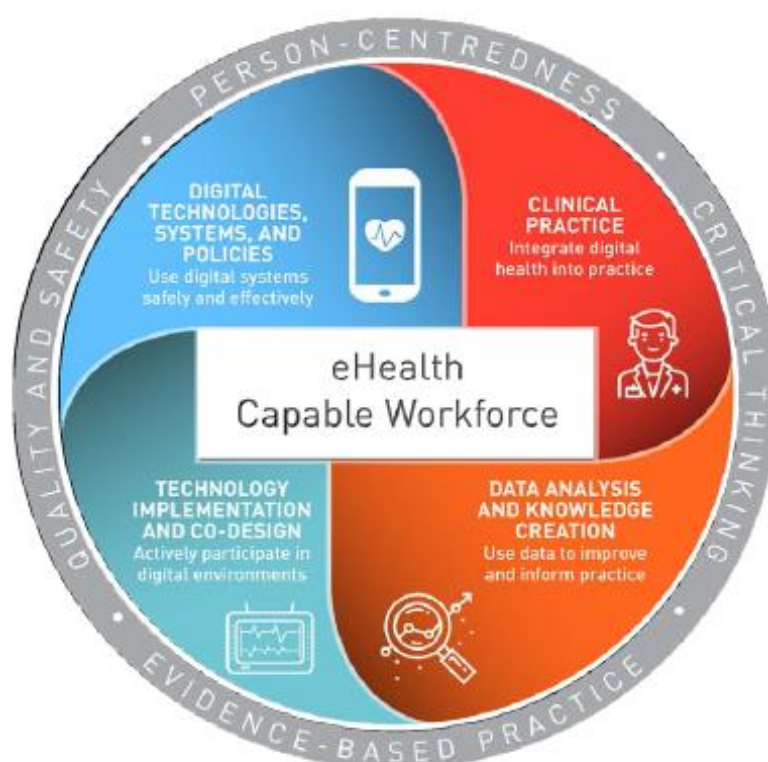 PERSON-CENTREDNESS
CRITICAL THINKING
EVIDENCE-BASED PRACTICE
QUALITY AND SAFETY
DIGITAL
TECHNOLOGIES,
SYSTEMS, AND
POLICIES
Use digital systems
safely and effectively
CLINICAL
PRACTICE
Integrate digital
health into practice
eHealth
Capable Workforce
TECHNOLOGY
IMPLEMENTATION
AND CO-DESIGN
Actively participate in
digital environments
DATA ANALYSIS
AND KNOWLEDGE
CREATION
Use data to improve
and inform practice